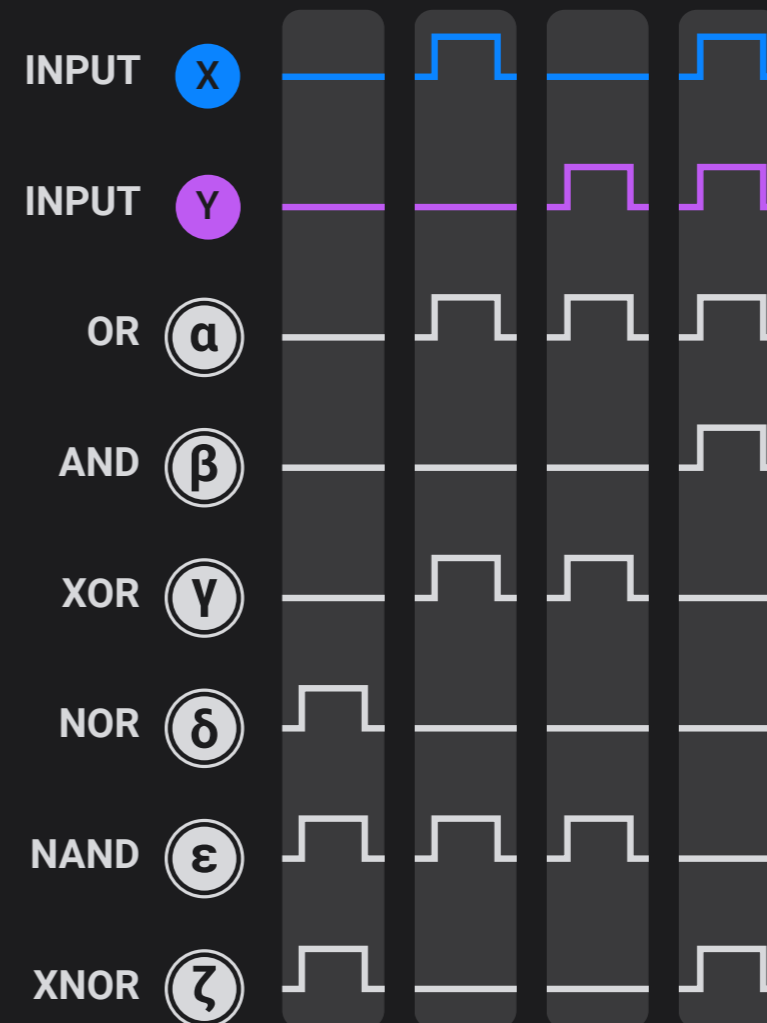 INPUT X
INPUT Y
OR α
AND β
XOR γ
NOR δ
NAND ε
XNOR ζ